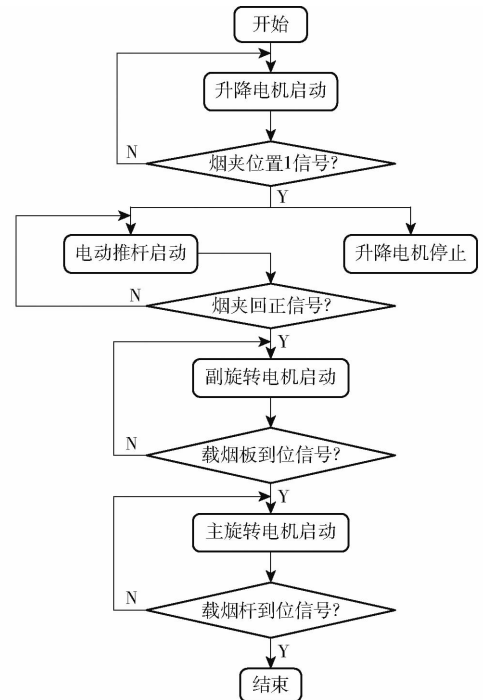 开始
升降电机启动
N
烟夹位置1信号?
Y
电动推杆启动
升降电机停止
N
烟夹回正信号?
Y
副旋转电机启动
N
载烟板到位信号?
Y
主旋转电机启动
N
载烟杆到位信号?
Y
结束